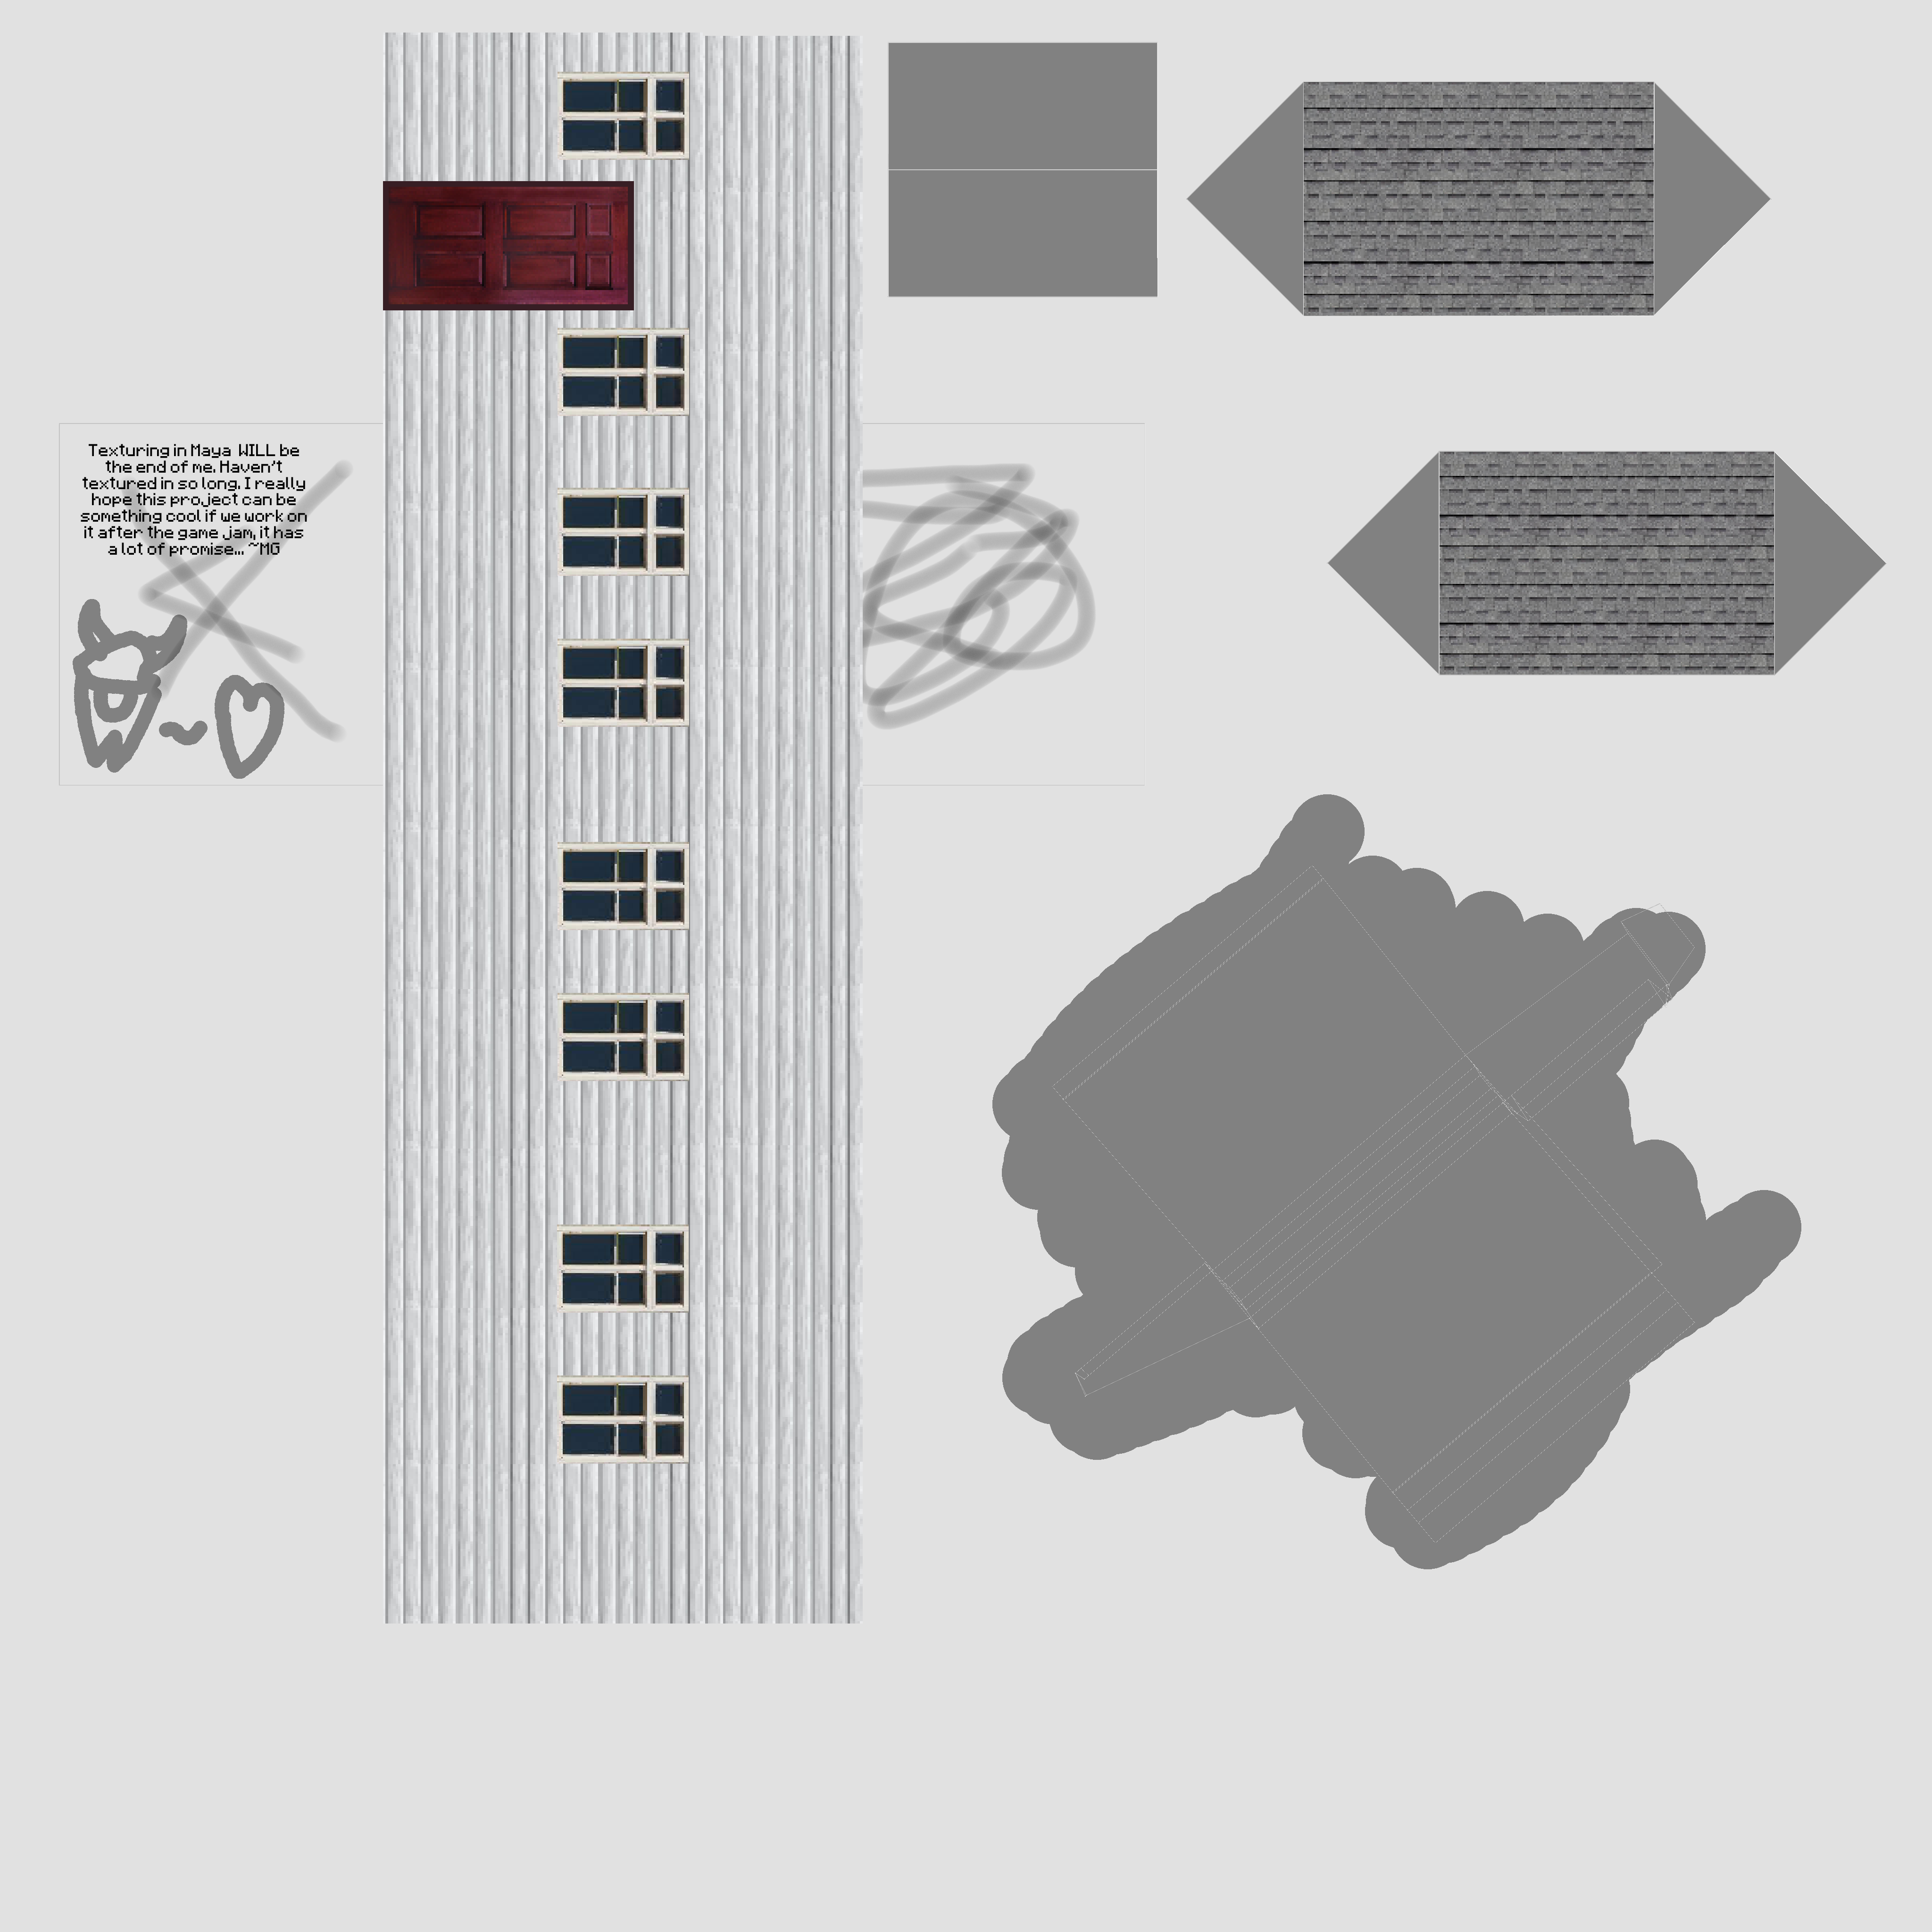 Texturing in Maya WILL be
the end of me. Haven't
textured in so long. I really
hope this project can be
something cool if we work on
it after the game jam, it has
a lot of promise... ~MG